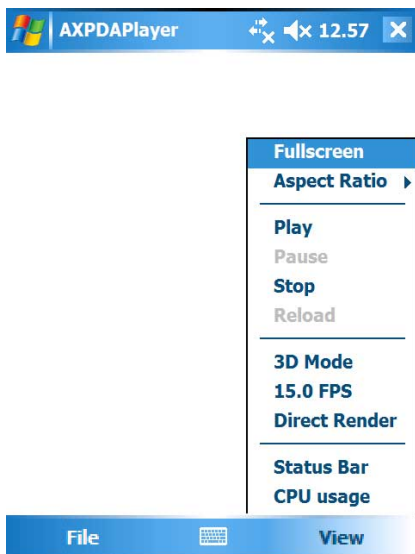 AXPDAPlayer 12.57
Fullscreen
Aspect Ratio
Play
Pause
Stop
Reload
3D Mode
15.0 FPS
Direct Render
Status Bar
CPU usage
File View